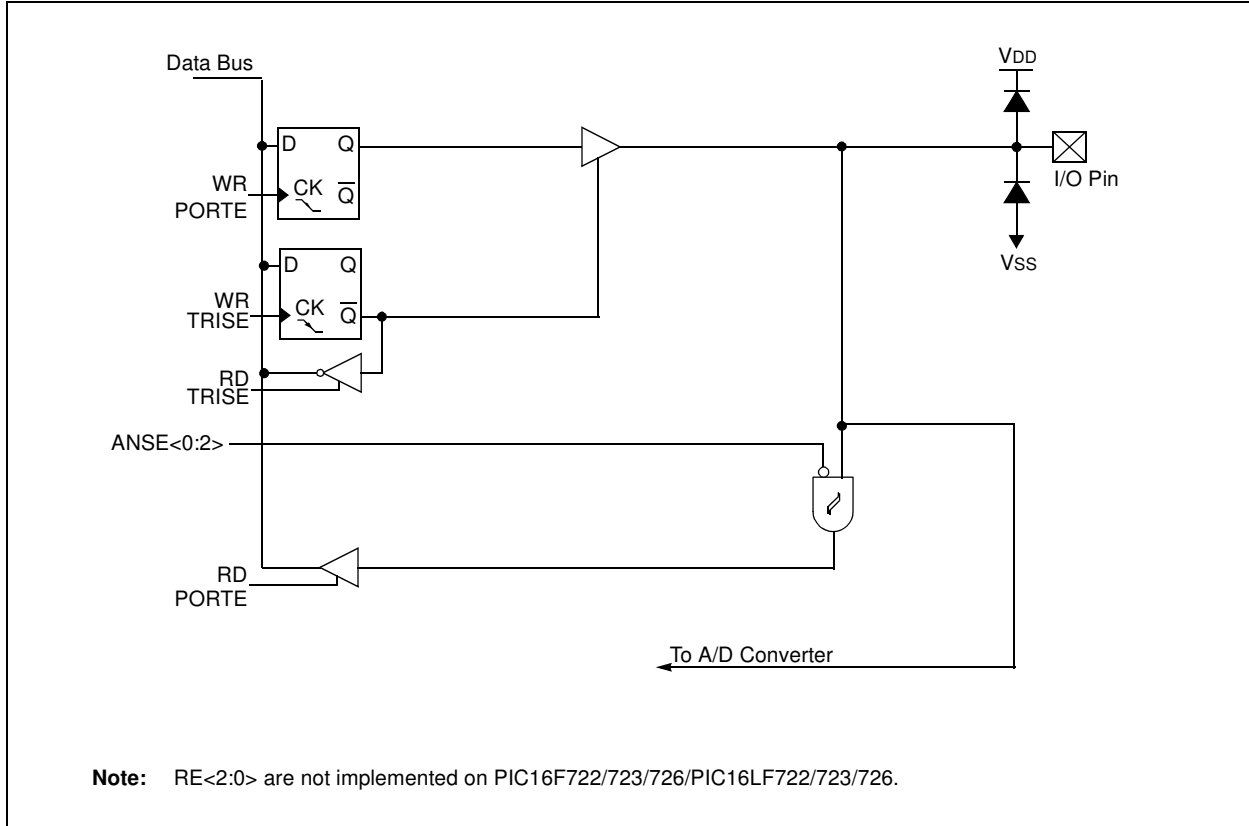 Data Bus
VDD
D Q
WR
PORTE
CK Q
I/O Pin
D Q
VSS
WR
TRISE
CK Q
RD
TRISE
ANSE<0:2>
RD
PORTE
To A/D Converter
Note: RE<2:0> are not implemented on PIC16F722/723/726/PIC16LF722/723/726.